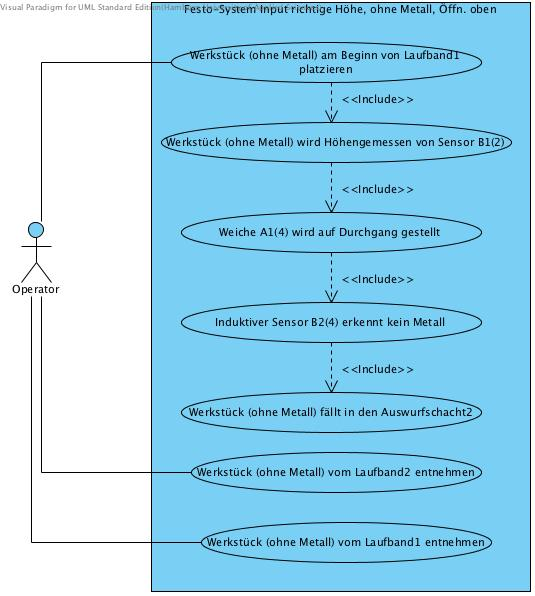 Visual Paradigm for UML Standard Edition(Ham
Festo-System Input richtige Höhe, ohne Metall, Öffn. oben
Werkstück (ohne Metall) am Beginn von Laufband1
platzieren
<<Include>>
Werkstück (ohne Metall) wird Höhengemessen von Sensor B1(2)
<<Include>>
Weiche A1(4) wird auf Durchgang gestellt
<<Include>>
Operator
Induktiver Sensor B2(4) erkennt kein Metall
<<Include>>
Werkstück (ohne Metall) fällt in den Auswurfschacht2
Werkstück (ohne Metall) vom Laufband2 entnehmen
Werkstück (ohne Metall) vom Laufband1 entnehmen